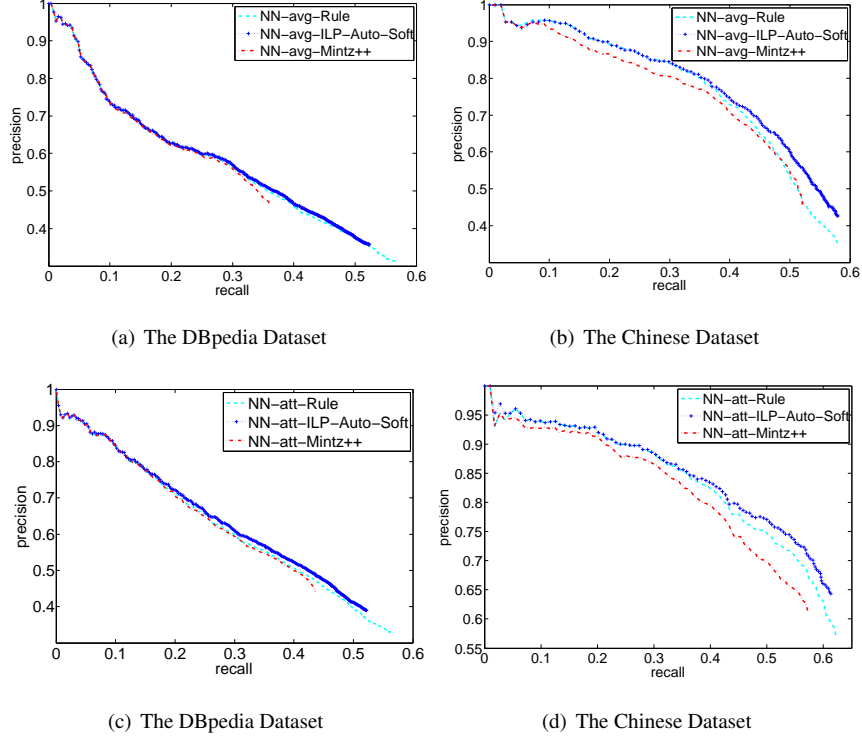 NN-avg-Rule
NN-avg-ILP-Auto-Soft
NN-avg-Mintz++
1
0.9
0.8
0.7
0.6
0.5
0.4
precision
0 0.1 0.2 0.3 0.4 0.5 0.6
recall
(a) The DBpedia Dataset
NN-avg-Rule
NN-avg-ILP-Auto-Soft
NN-avg-Mintz++
1
0.9
0.8
0.7
0.6
0.5
0.4
precision
0 0.1 0.2 0.3 0.4 0.5 0.6
recall
(b) The Chinese Dataset
NN-att-Rule
NN-att-ILP-Auto-Soft
NN-att-Mintz++
1
0.9
0.8
0.7
0.6
0.5
0.4
precision
0 0.1 0.2 0.3 0.4 0.5 0.6
recall
(c) The DBpedia Dataset
NN-att-Rule
NN-att-ILP-Auto-Soft
NN-att-Mintz++
0.95
0.9
0.85
0.8
0.75
0.7
0.65
0.6
0.55
precision
0 0.1 0.2 0.3 0.4 0.5 0.6
recall
(d) The Chinese Dataset